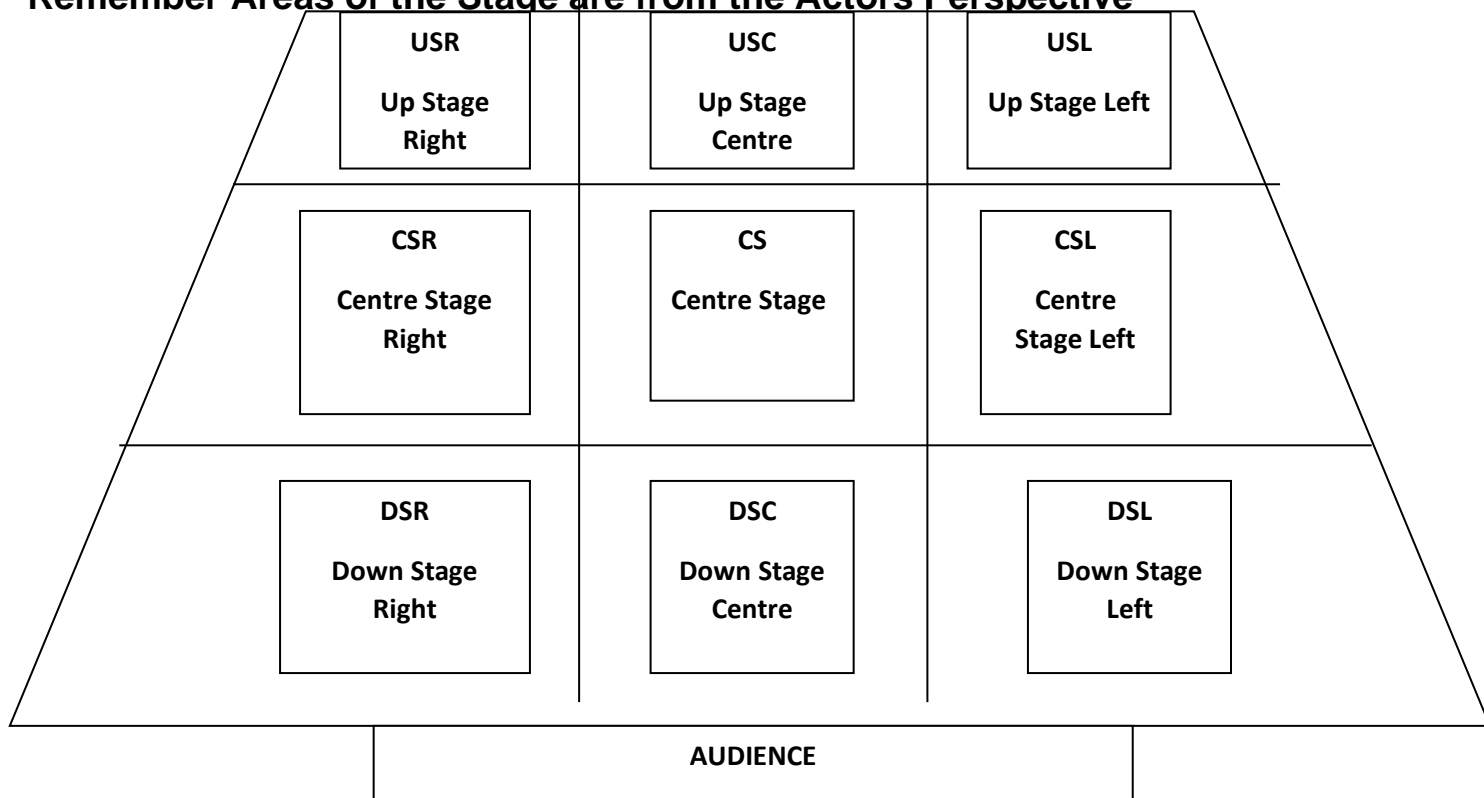 Remember Areas of the Stage are from the Actors Perspective
USR
Up Stage
Right
USC
Up Stage
Centre
USL
Up Stage Left
CSR
Centre Stage
Right
CS
Centre Stage
CSL
Centre
Stage Left
DSR
Down Stage
Right
DSC
Down Stage
Centre
DSL
Down Stage
Left
AUDIENCE